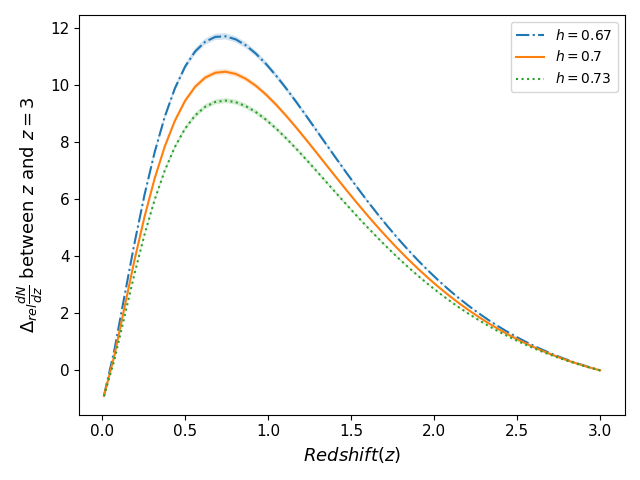 h = 0.67
h = 0.7
h = 0.73
12
10
8
6
4
2
0
Δ_rel dN/dz between z and z = 3
0.0 0.5 1.0 1.5 2.0 2.5 3.0
Redshift(z)